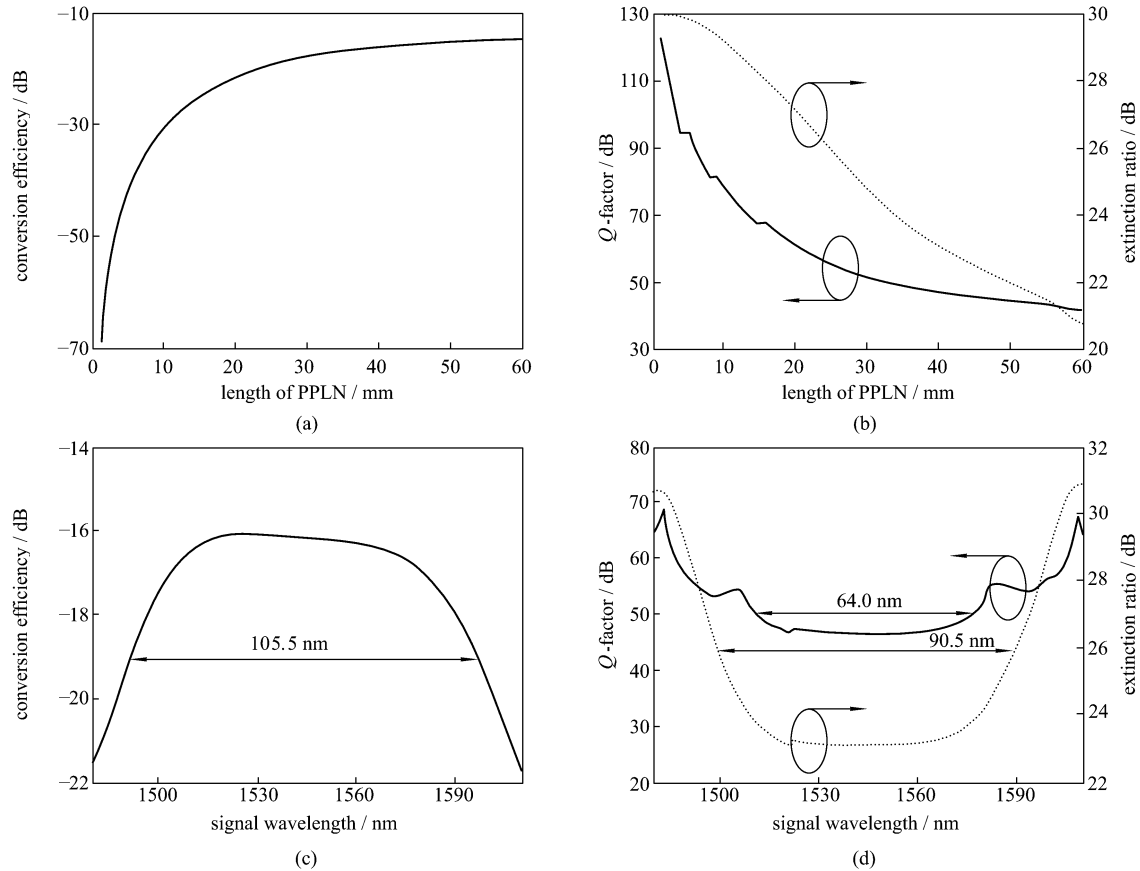 −10
−30
−50
−70
conversion efficiency / dB
0 10 20 30 40 50 60
length of PPLN / mm
(a)
130
110
90
70
50
30
Q-factor / dB
30
28
26
24
22
20
extinction ratio / dB
0 10 20 30 40 50 60
length of PPLN / mm
(b)
−14
−16
−18
−20
−22
conversion efficiency / dB
105.5 nm
1500 1530 1560 1590
signal wavelength / nm
(c)
80
70
60
50
40
30
20
Q-factor / dB
64.0 nm
90.5 nm
32
30
28
26
24
22
extinction ratio / dB
1500 1530 1560 1590
signal wavelength / nm
(d)